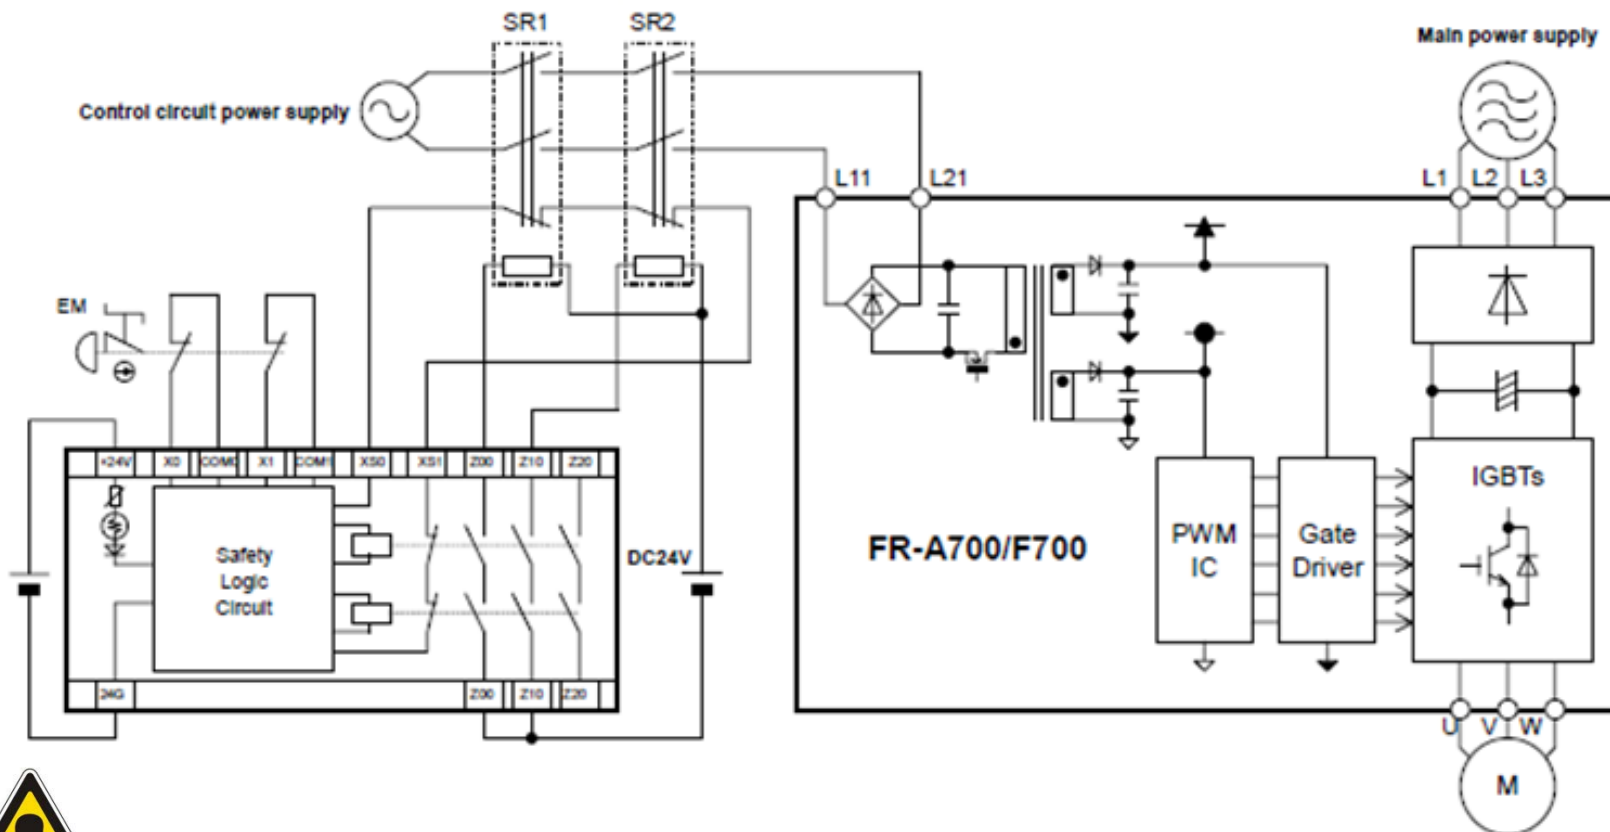 SR1
SR2
Main power supply
Control circuit power supply
L11
L21
L1
L2
L3
EM
+24V
X0
COM0
X1
COM1
XS0
XS1
Z00
Z10
Z20
Safety
Logic
Circuit
DC24V
FR-A700/F700
PWM
IC
Gate
Driver
IGBTs
24G
Z00
Z10
Z20
U
V
W
M